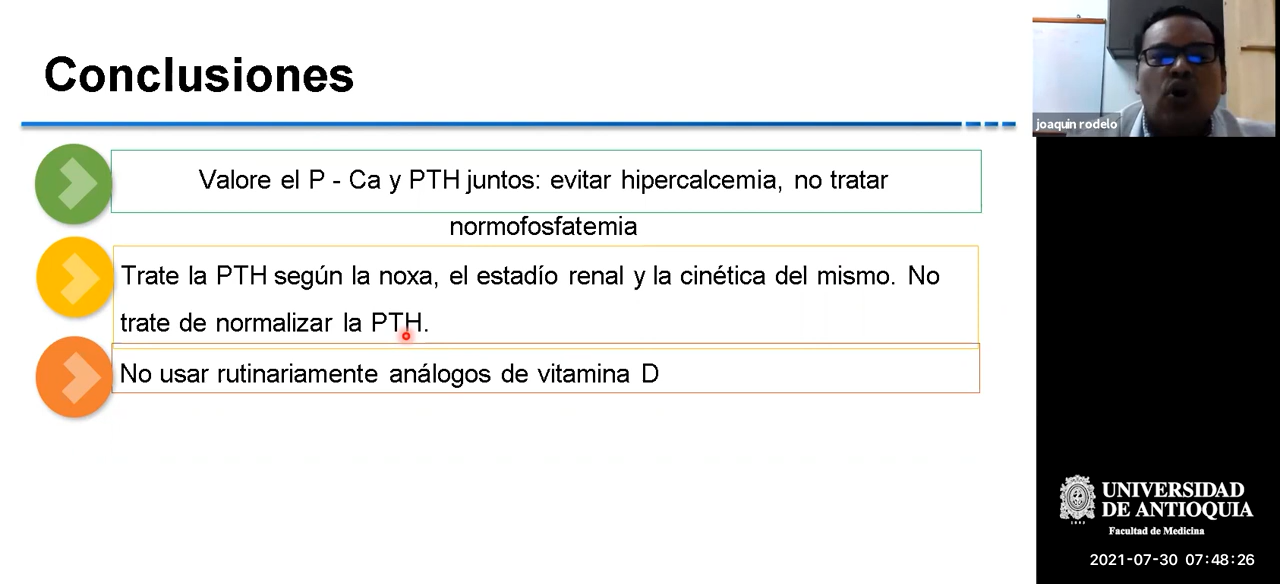 Conclusiones
Valore el P - Ca y PTH juntos: evitar hipercalcemia, no tratar
normofosfatemia
Trate la PTH según la noxa, el estadío renal y la cinética del mismo. No
trate de normalizar la PTH.
No usar rutinariamente análogos de vitamina D
joaquin rodelo
UNIVERSIDAD
DE ANTIOQUIA
1803
Facultad de Medicina
2021-07-30 07:48:26